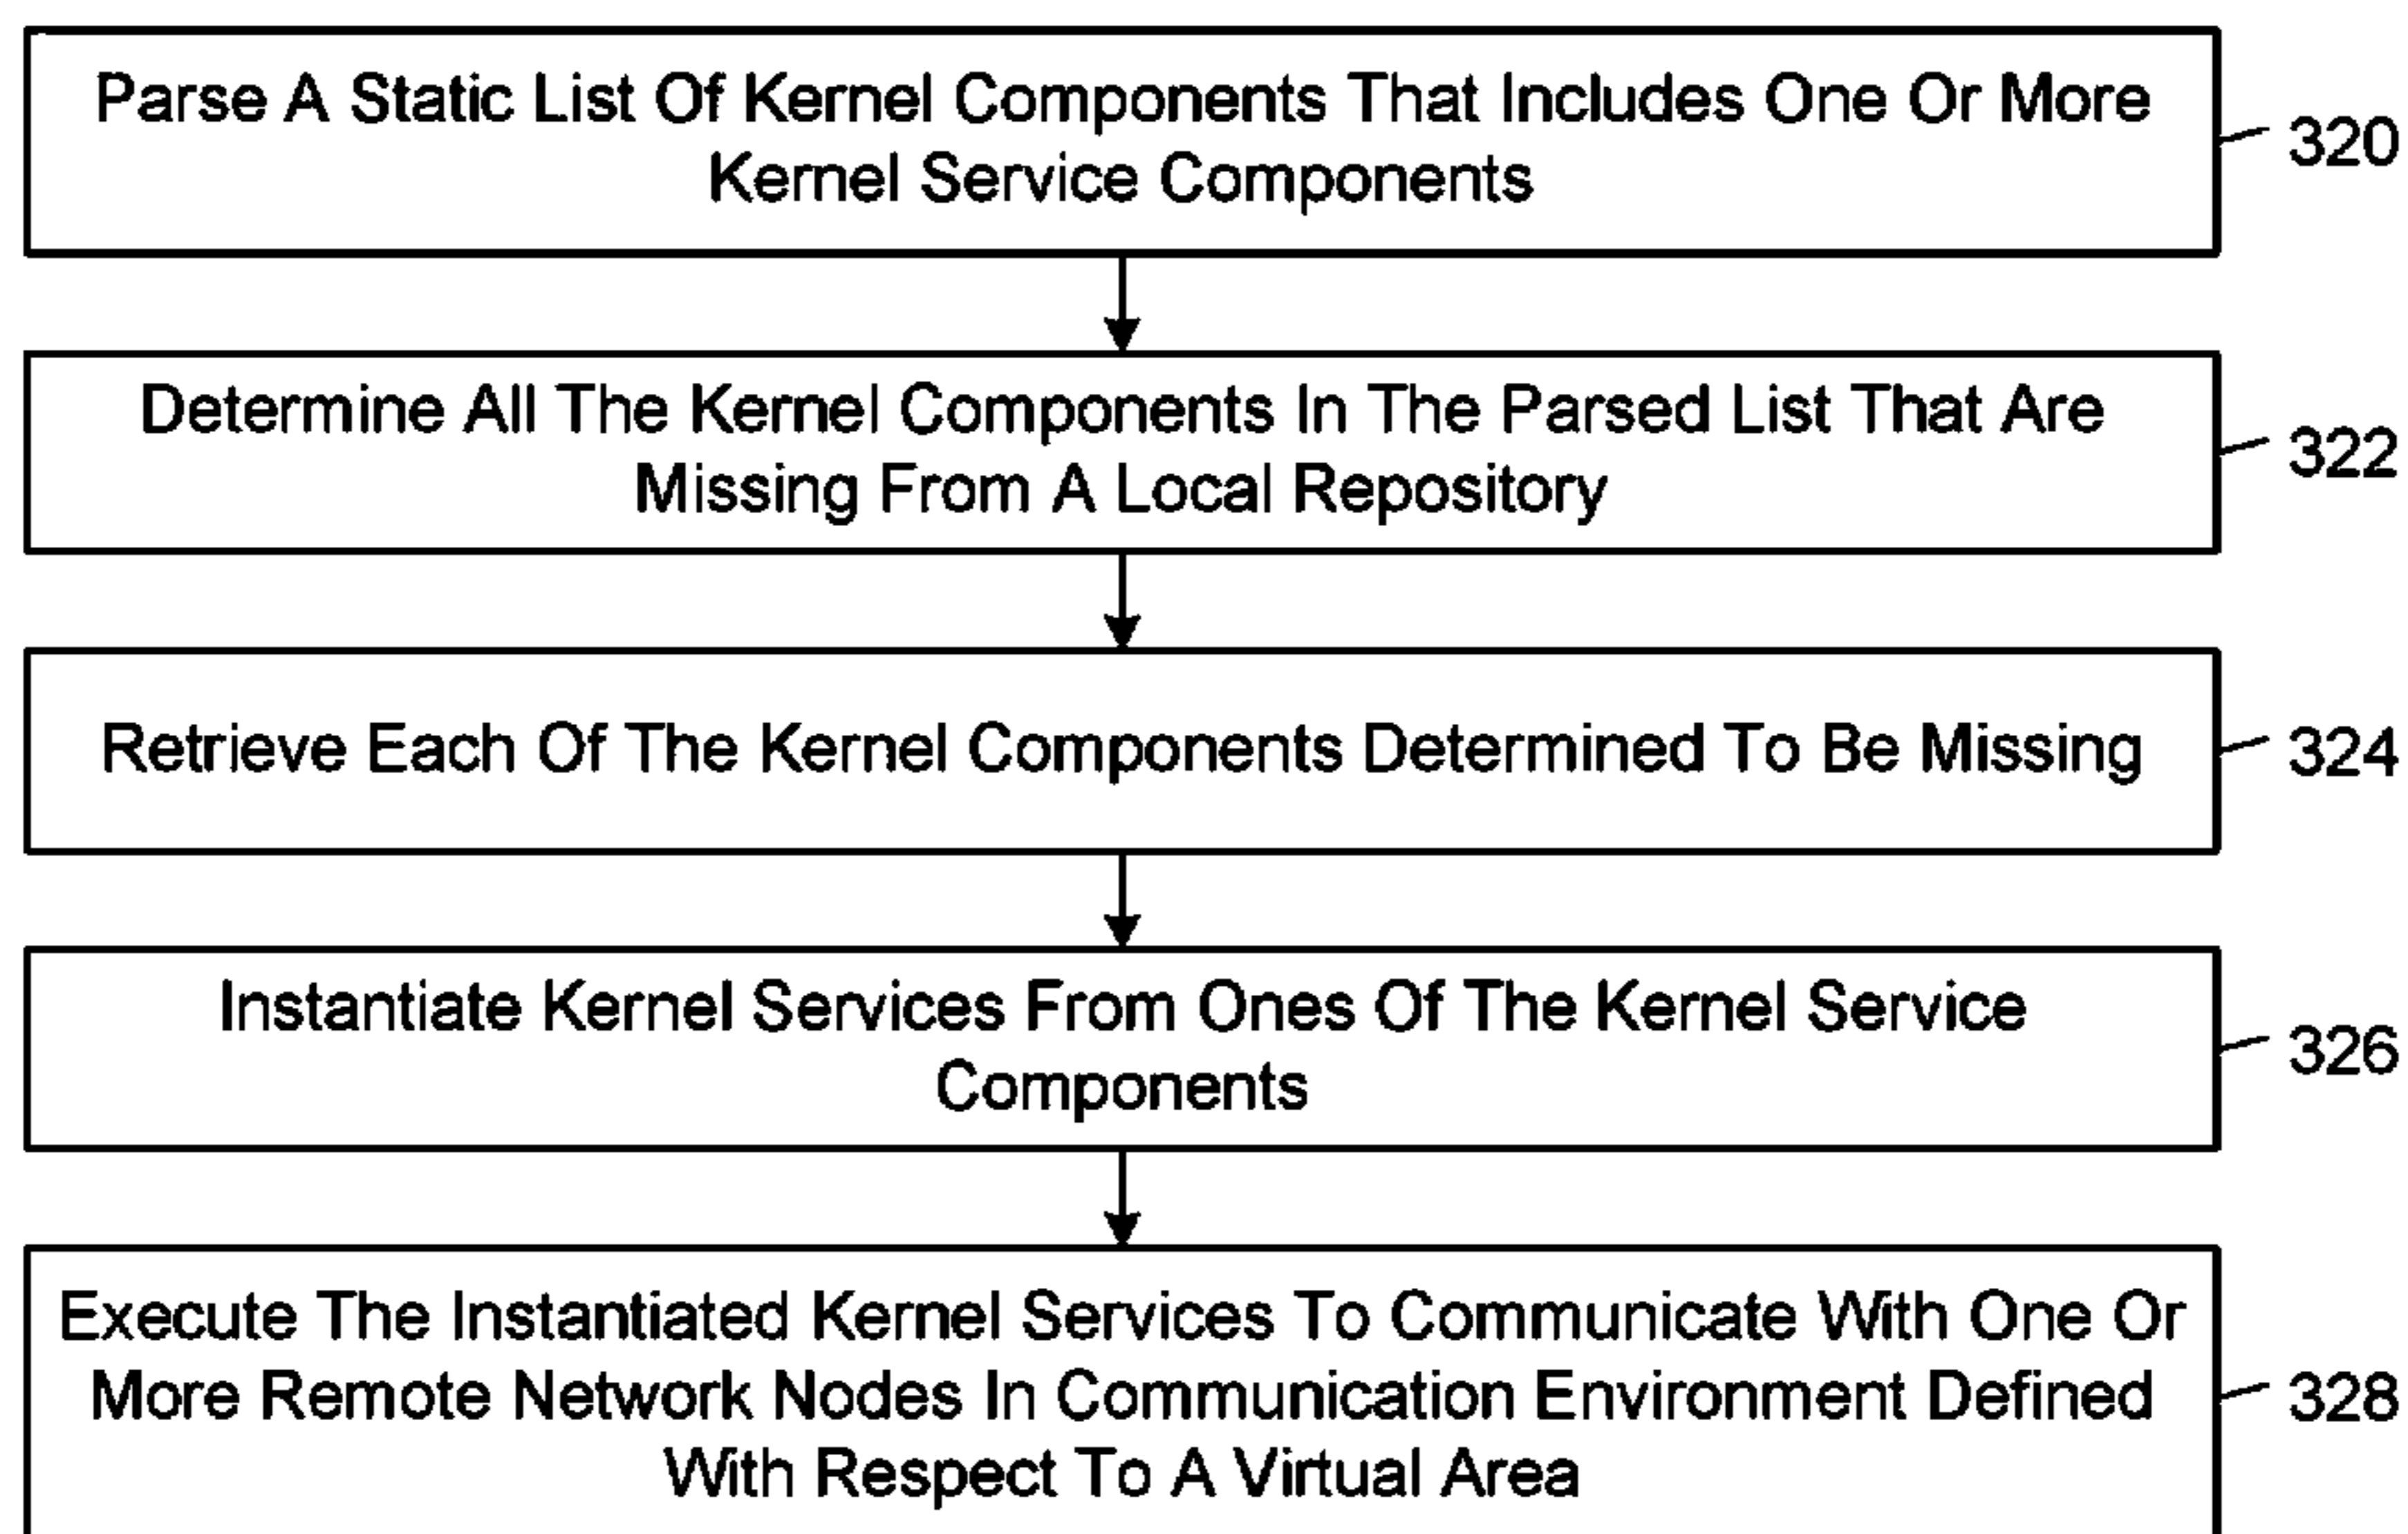 Parse A Static List Of Kernel Components That Includes One Or More
Kernel Service Components
320
Determine All The Kernel Components In The Parsed List That Are
Missing From A Local Repository
322
Retrieve Each Of The Kernel Components Determined To Be Missing
324
Instantiate Kernel Services From Ones Of The Kernel Service
Components
326
Execute The Instantiated Kernel Services To Communicate With One Or
More Remote Network Nodes In Communication Environment Defined
With Respect To A Virtual Area
328